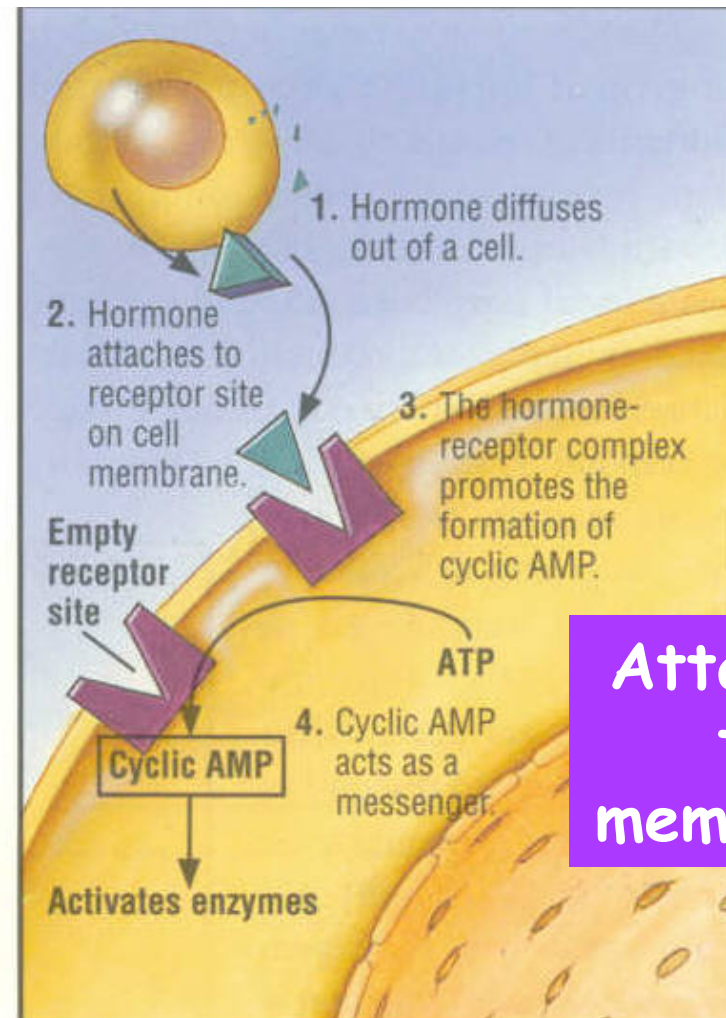 1. Hormone diffuses
out of a cell.
2. Hormone
attaches to
receptor site
on cell
membrane.
3. The hormone-
receptor complex
promotes the
formation of
cyclic AMP.
Empty
receptor
site
ATP
4. Cyclic AMP
acts as a
messenger.
Cyclic AMP
Activates enzymes